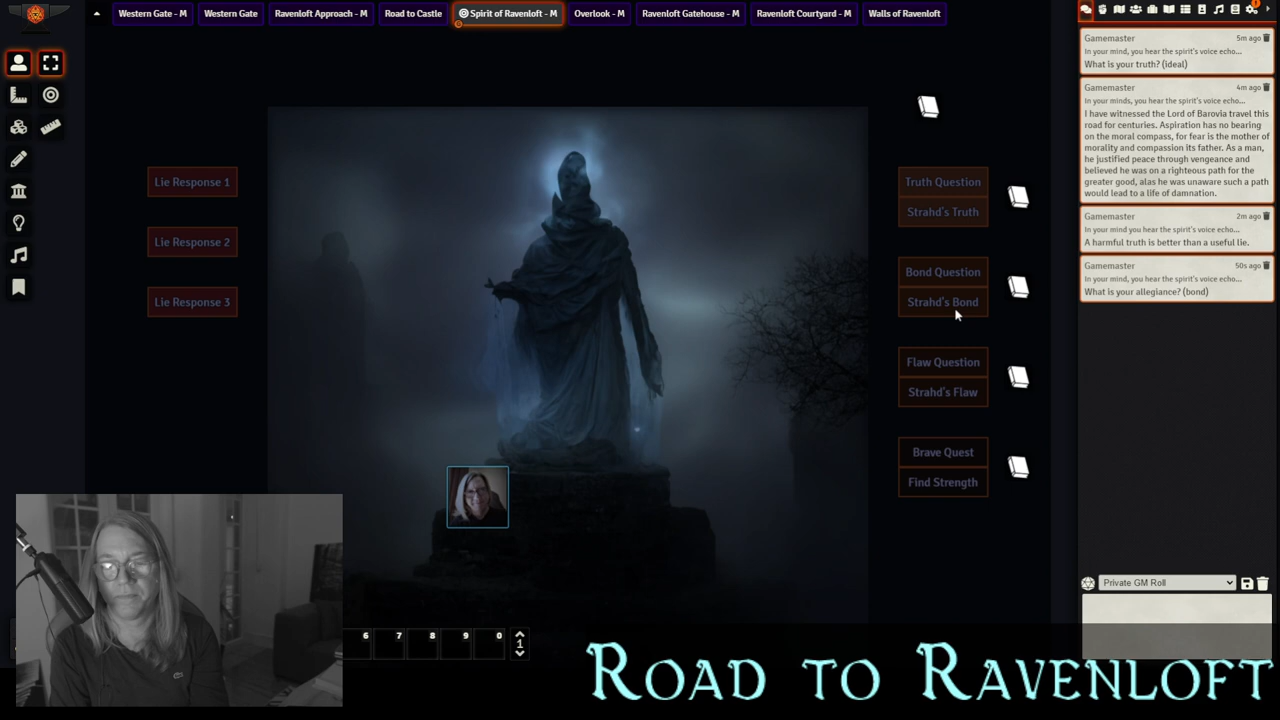 Western Gate - M
Western Gate
Ravenloft Approach - M
Road to Castle
Spirit of Ravenloft - M
Overlook - M
Ravenloft Gatehouse - M
Ravenloft Courtyard - M
Walls of Ravenloft
Lie Response 1
Lie Response 2
Lie Response 3
Truth Question
Strahd's Truth
Bond Question
Strahd's Bond
Flaw Question
Strahd's Flaw
Brave Quest
Find Strength
Gamemaster 5m ago
In your mind, you hear the spirit's voice echo...
What is your truth? (ideal)
Gamemaster 4m ago
In your minds, you hear the spirit's voice echo...
I have witnessed the Lord of Barovia travel this
road for centuries. Aspiration has no bearing
on the moral compass, for fear is the mother of
morality and compassion its father. As a man,
he justified peace through vengeance and
believed he was on a righteous path for the
greater good, alas he was unaware such a path
would lead to a life of damnation.
Gamemaster 2m ago
In your mind you hear the spirit's voice echo...
A harmful truth is better than a useful lie.
Gamemaster 50s ago
In your mind, you hear the spirit's voice echo...
What is your allegiance? (bond)
Private GM Roll
6 7 8 9 0
1
Road to Ravenloft